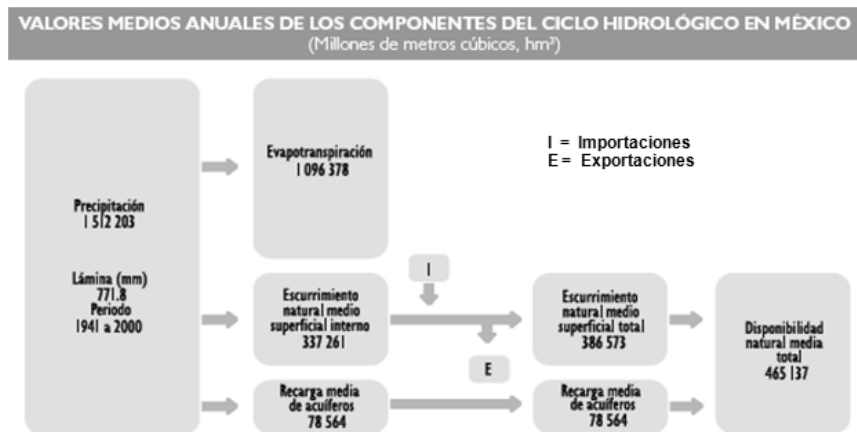 VALORES MEDIOS ANUALES DE LOS COMPONENTES DEL CICLO HIDROLÓGICO EN MÉXICO
(Millones de metros cúbicos, hm³)
I = Importaciones
E = Exportaciones
Precipitación
1 512 203
Lámina (mm)
771.8
Periodo
1941 a 2000
Evapotranspiración
1 096 378
Escurrimiento
natural medio
superficial interno
337 261
Recarga media
de acuíferos
78 564
I
E
Escurrimiento
natural medio
superficial total
386 573
Recarga media
de acuíferos
78 564
Disponibilidad
natural media
total
465 137